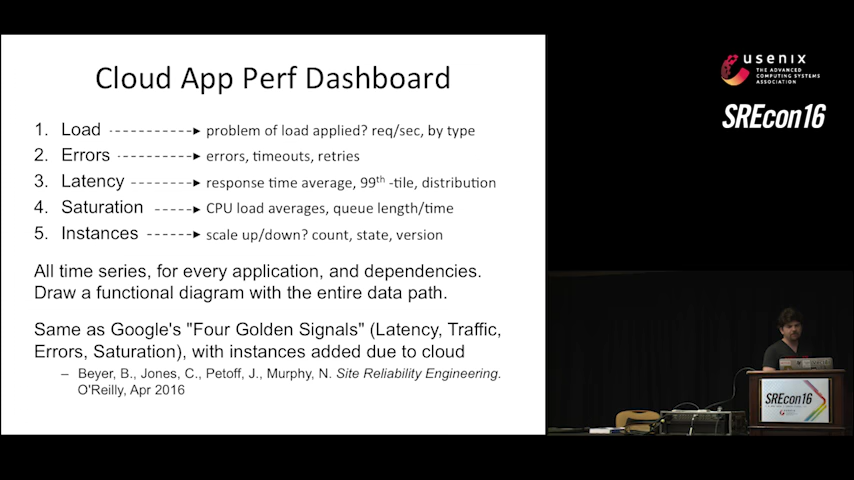 Cloud App Perf Dashboard
1. Load problem of load applied? req/sec, by type
2. Errors errors, timeouts, retries
3. Latency response time average, 99th -tile, distribution
4. Saturation CPU load averages, queue length/time
5. Instances scale up/down? count, state, version
All time series, for every application, and dependencies.
Draw a functional diagram with the entire data path.
Same as Google's "Four Golden Signals" (Latency, Traffic,
Errors, Saturation), with instances added due to cloud
– Beyer, B., Jones, C., Petoff, J., Murphy, N. Site Reliability Engineering.
O'Reilly, Apr 2016
usenix
THE ADVANCED
COMPUTING SYSTEMS
ASSOCIATION
SREcon16
SREcon16